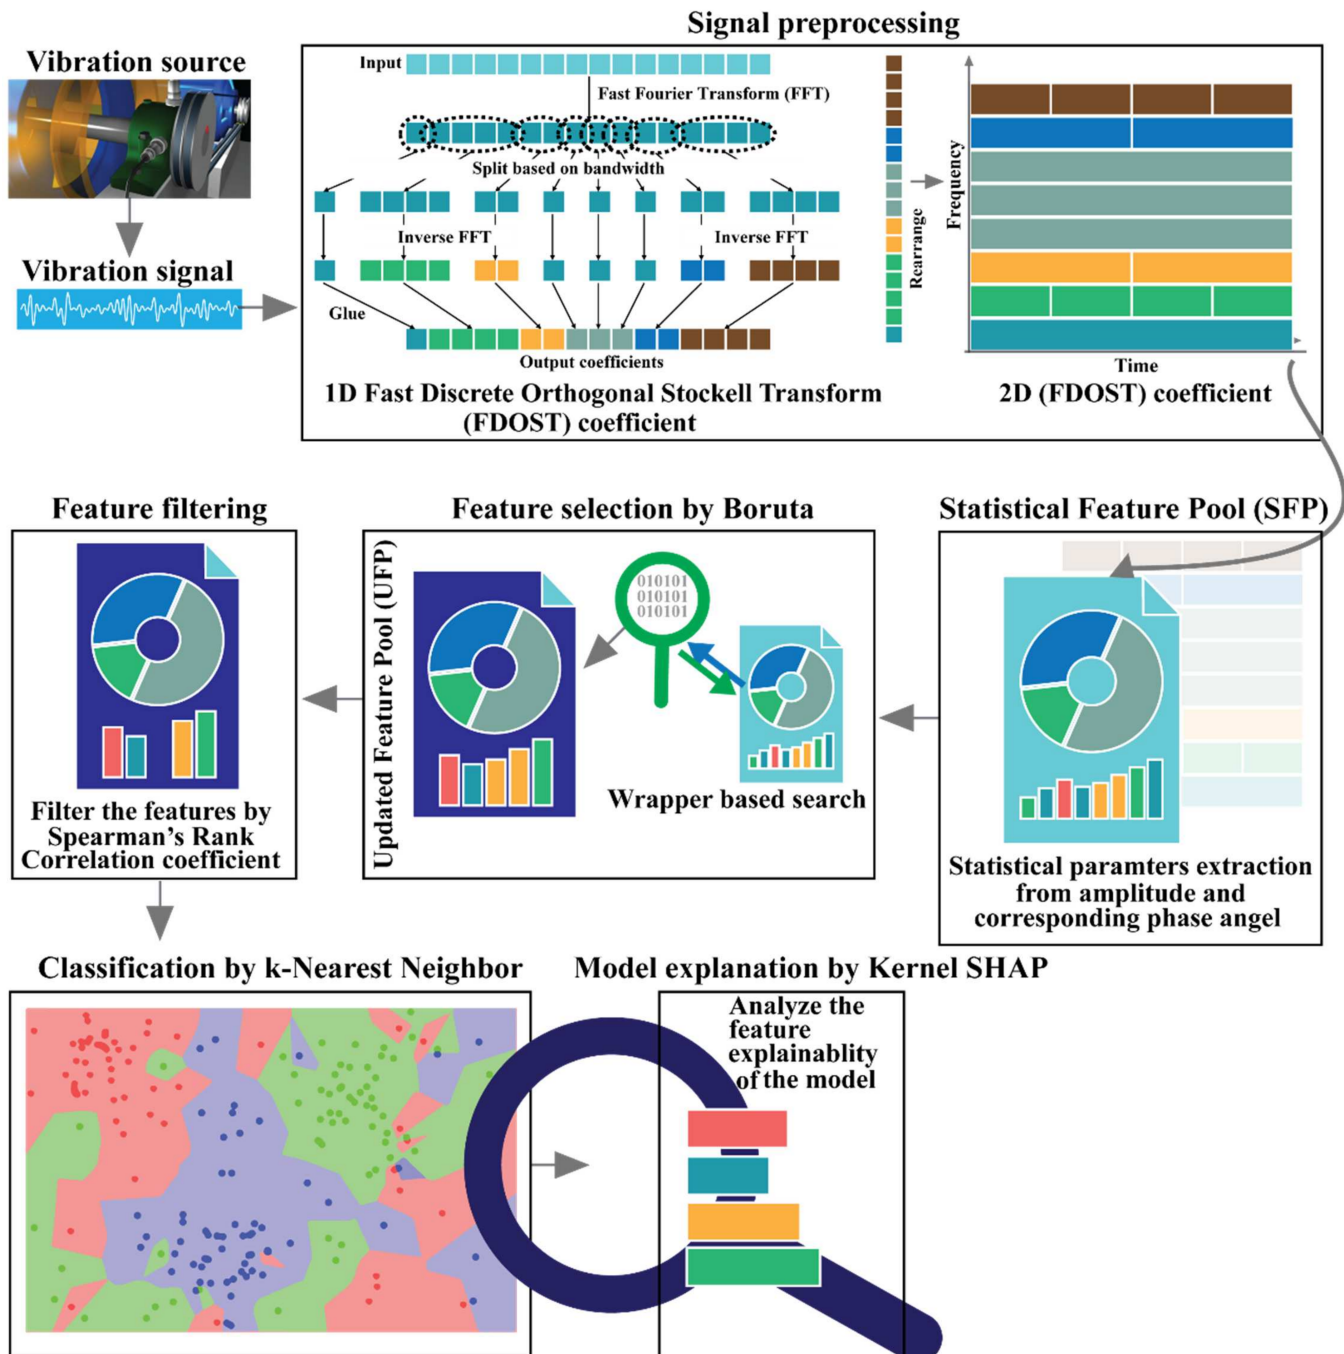 Signal preprocessing
Vibration source
Vibration signal
Input
Fast Fourier Transform (FFT)
Split based on bandwidth
Inverse FFT
Inverse FFT
Glue
Output coefficients
1D Fast Discrete Orthogonal Stockell Transform
(FDOST) coefficient
Rearrange
Frequency
Time
2D (FDOST) coefficient
Feature filtering
Filter the features by
Spearman's Rank
Correlation coefficient
Feature selection by Boruta
Updated Feature Pool (UFP)
010101
010101
010101
Wrapper based search
Statistical Feature Pool (SFP)
Statistical paramters extraction
from amplitude and
corresponding phase angel
Classification by k-Nearest Neighbor
Model explanation by Kernel SHAP
Analyze the
feature
explainablity
of the model